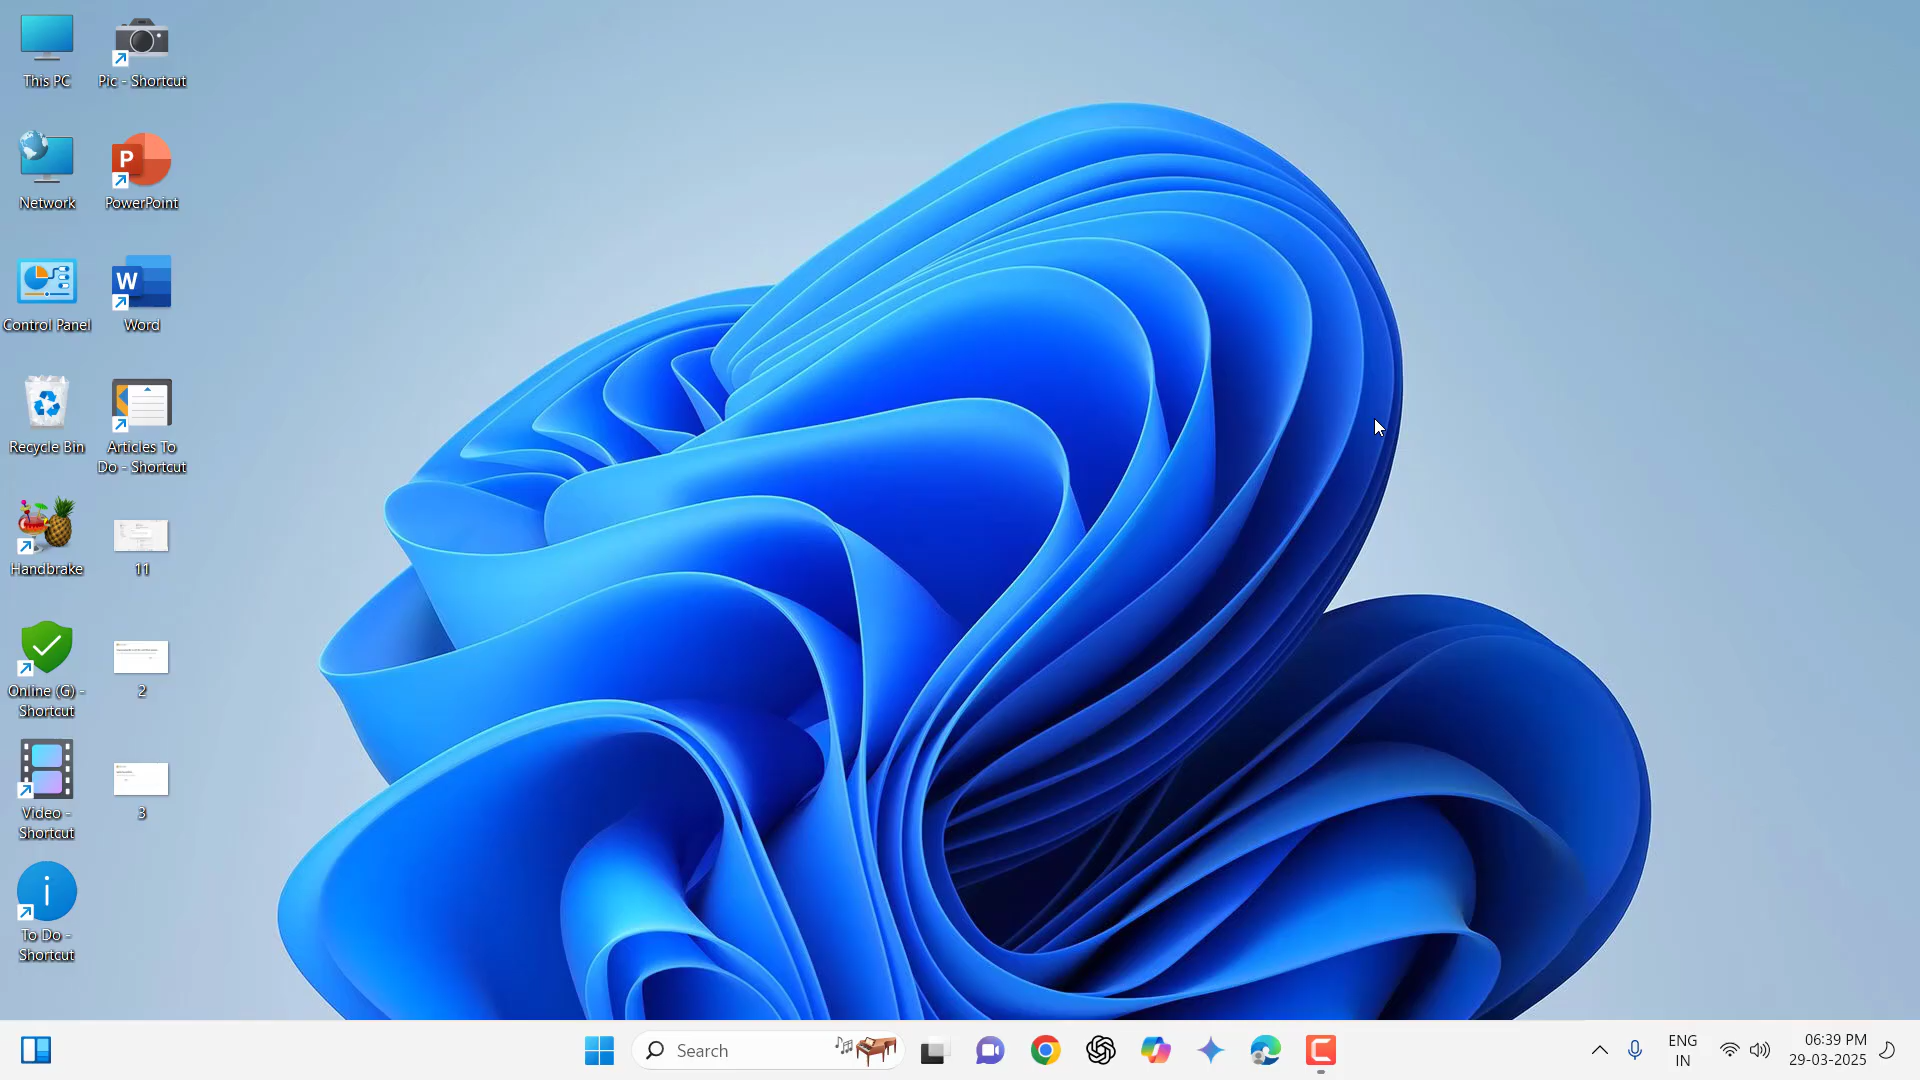 This PC
Pic - Shortcut
Network
PowerPoint
Control Panel
Word
Recycle Bin
Articles To
Do - Shortcut
Handbrake
11
Online (G) -
Shortcut
2
Video -
Shortcut
3
To Do -
Shortcut
Search
ENG
IN
06:39 PM
29-03-2025